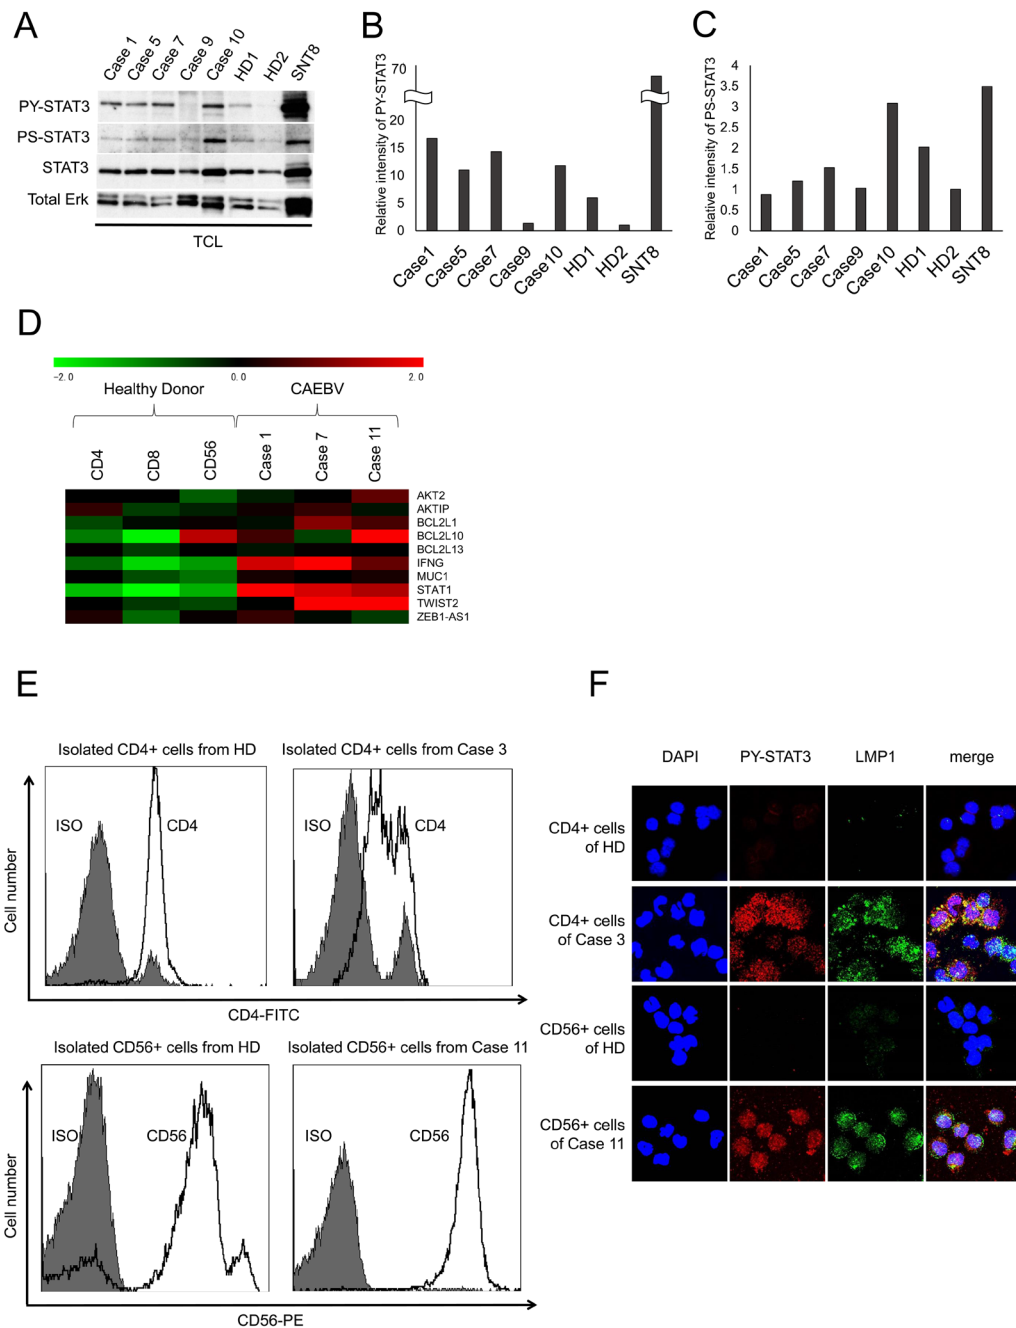 A
Case 1
Case 5
Case 7
Case 9
Case 10
HD1
HD2
SNT8
PY-STAT3
PS-STAT3
STAT3
Total Erk
TCL
B
Relative intensity of PY-STAT3
70
20
15
10
5
0
Case1
Case5
Case7
Case9
Case10
HD1
HD2
SNT8
C
Relative intensity of PS-STAT3
4
3.5
3
2.5
2
1.5
1
0.5
0
Case1
Case5
Case7
Case9
Case10
HD1
HD2
SNT8
D
-2.0
0.0
2.0
Healthy Donor
CAEBV
CD4
CD8
CD56
Case 1
Case 7
Case 11
AKT2
AKTIP
BCL2L1
BCL2L10
BCL2L13
IFNG
MUC1
STAT1
TWIST2
ZEB1-AS1
E
Isolated CD4+ cells from HD
ISO
CD4
Isolated CD4+ cells from Case 3
ISO
CD4
Cell number
CD4-FITC
Isolated CD56+ cells from HD
ISO
CD56
Isolated CD56+ cells from Case 11
ISO
CD56
Cell number
CD56-PE
F
DAPI
PY-STAT3
LMP1
merge
CD4+ cells
of HD
CD4+ cells
of Case 3
CD56+ cells
of HD
CD56+ cells
of Case 11